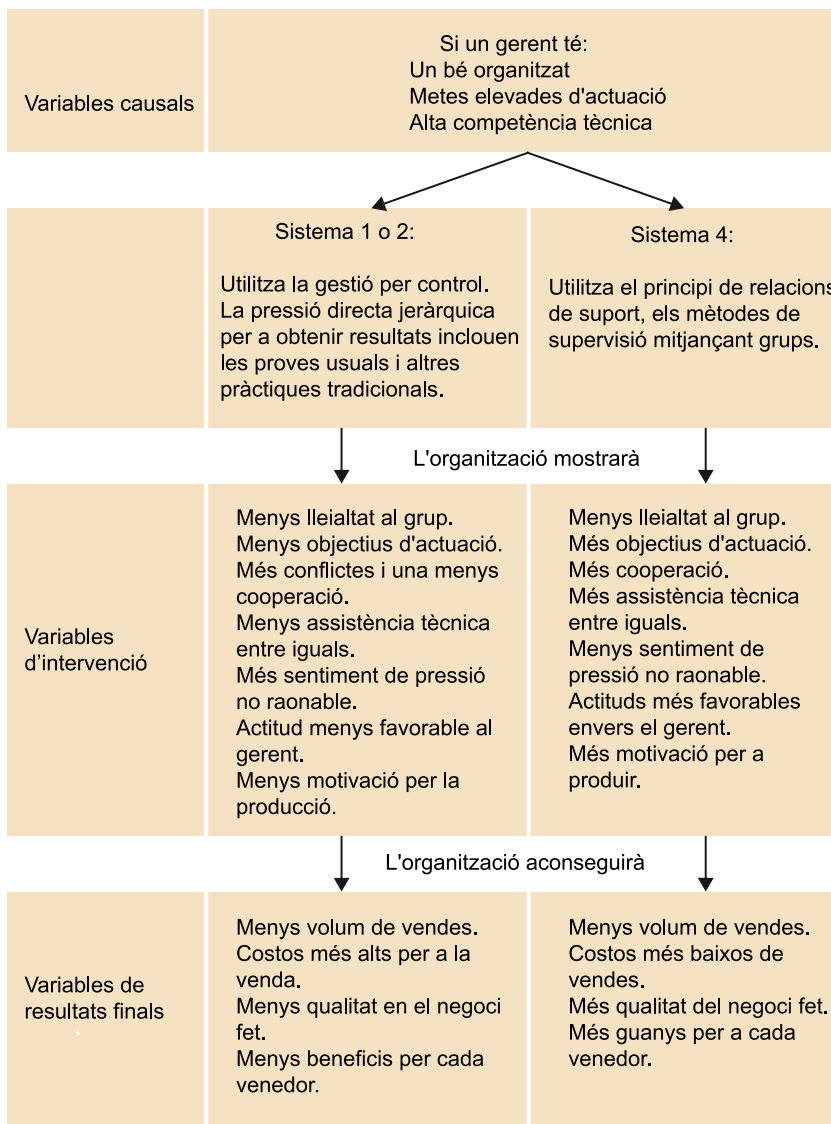 Variables causals
Si un gerent té:
Un bé organitzat
Metes elevades d'actuació
Alta competència tècnica
Sistema 1 o 2:
Utilitza la gestió per control.
La pressió directa jeràrquica
per a obtenir resultats inclouen
les proves usuals i altres
pràctiques tradicionals.
Sistema 4:
Utilitza el principi de relacions
de suport, els mètodes de
supervisió mitjançant grups.
L'organització mostrarà
Variables
d’intervenció
Menys lleialtat al grup.
Menys objectius d'actuació.
Més conflictes i una menys
cooperació.
Menys assistència tècnica
entre iguals.
Més sentiment de pressió
no raonable.
Actitud menys favorable al
gerent.
Menys motivació per la
producció.
Menys lleialtat al grup.
Més objectius d'actuació.
Més cooperació.
Més assistència tècnica
entre iguals.
Menys sentiment de
pressió no raonable.
Actituds més favorables
envers el gerent.
Més motivació per a
produir.
L'organització aconseguirà
Variables de
resultats finals
Menys volum de vendes.
Costos més alts per a la
venda.
Menys qualitat en el negoci
fet.
Menys beneficis per cada
venedor.
Menys volum de vendes.
Costos més baixos de
vendes.
Més qualitat del negoci fet.
Més guanys per a cada
venedor.